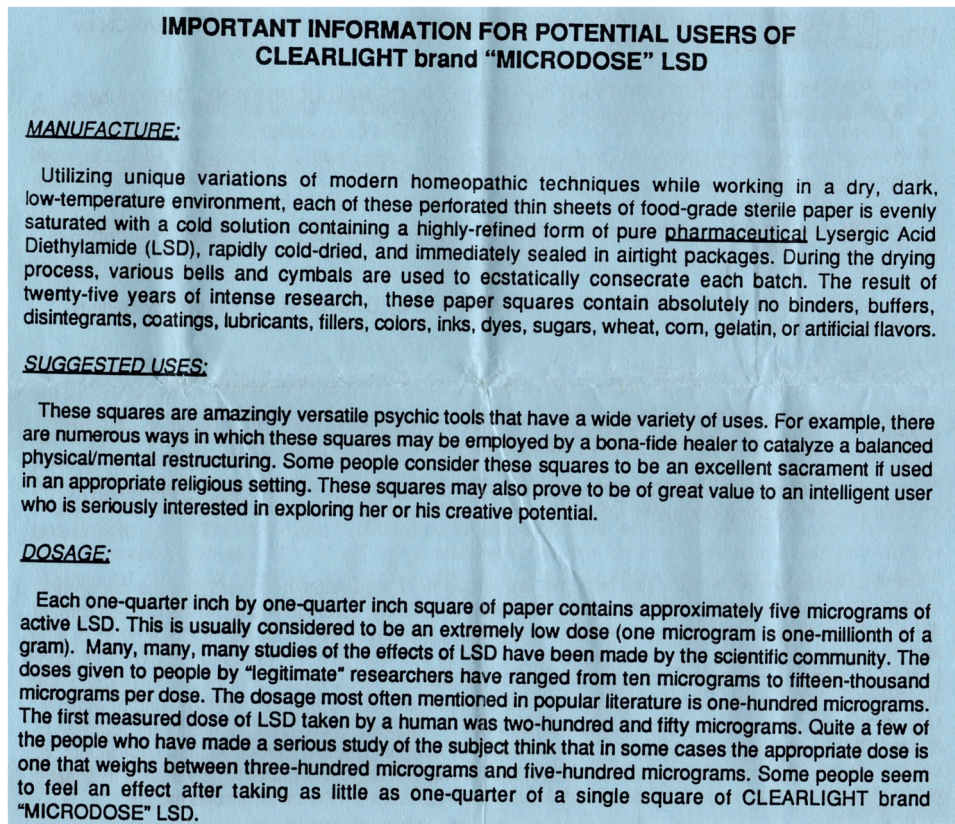 IMPORTANT INFORMATION FOR POTENTIAL USERS OF
CLEARLIGHT brand "MICRODOSE" LSD
MANUFACTURE:
Utilizing unique variations of modern homeopathic techniques while working in a dry, dark,
low-temperature environment, each of these perforated thin sheets of food-grade sterile paper is evenly
saturated with a cold solution containing a highly-refined form of pure pharmaceutical Lysergic Acid
Diethylamide (LSD), rapidly cold-dried, and immediately sealed in airtight packages. During the drying
process, various bells and cymbals are used to ecstatically consecrate each batch. The result of
twenty-five years of intense research, these paper squares contain absolutely no binders, buffers,
disintegrants, coatings, lubricants, fillers, colors, inks, dyes, sugars, wheat, corn, gelatin, or artificial flavors.
SUGGESTED USES:
These squares are amazingly versatile psychic tools that have a wide variety of uses. For example, there
are numerous ways in which these squares may be employed by a bona-fide healer to catalyze a balanced
physical/mental restructuring. Some people consider these squares to be an excellent sacrament if used
in an appropriate religious setting. These squares may also prove to be of great value to an intelligent user
who is seriously interested in exploring her or his creative potential.
DOSAGE:
Each one-quarter inch by one-quarter inch square of paper contains approximately five micrograms of
active LSD. This is usually considered to be an extremely low dose (one microgram is one-millionth of a
gram). Many, many, many studies of the effects of LSD have been made by the scientific community. The
doses given to people by "legitimate" researchers have ranged from ten micrograms to fifteen-thousand
micrograms per dose. The dosage most often mentioned in popular literature is one-hundred micrograms.
The first measured dose of LSD taken by a human was two-hundred and fifty micrograms. Quite a few of
the people who have made a serious study of the subject think that in some cases the appropriate dose is
one that weighs between three-hundred micrograms and five-hundred micrograms. Some people seem
to feel an effect after taking as little as one-quarter of a single square of CLEARLIGHT brand
"MICRODOSE" LSD.